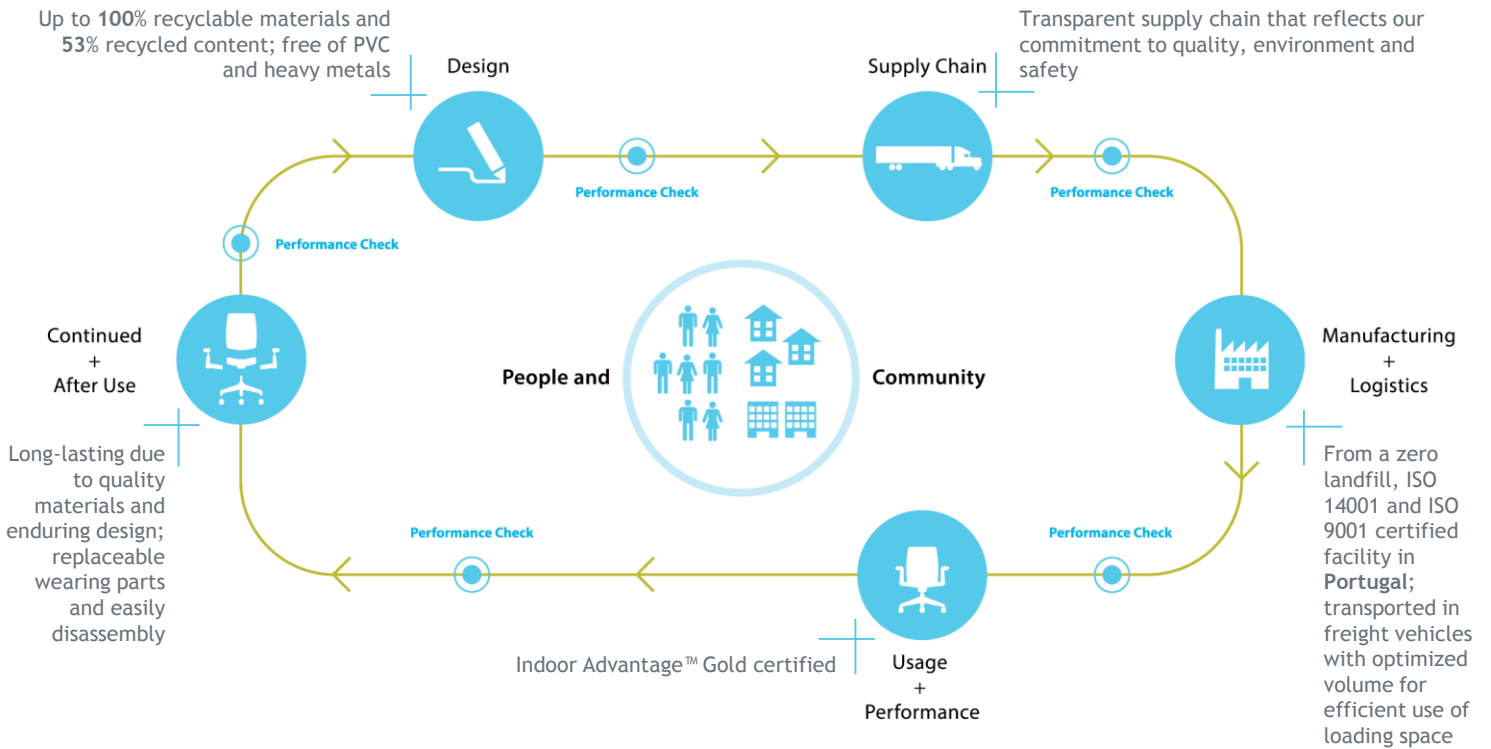 Up to 100% recyclable materials and
53% recycled content; free of PVC
and heavy metals
Design
Supply Chain
Transparent supply chain that reflects our
commitment to quality, environment and
safety
Performance Check
Performance Check
Performance Check
Continued
+
After Use
People and
Community
Manufacturing
+
Logistics
Long-lasting due
to quality
materials and
enduring design;
replaceable
wearing parts
and easily
disassembly
From a zero
landfill, ISO
14001 and ISO
9001 certified
facility in
Portugal;
transported in
freight vehicles
with optimized
volume for
efficient use of
loading space
Performance Check
Performance Check
Indoor Advantage™ Gold certified
Usage
+
Performance